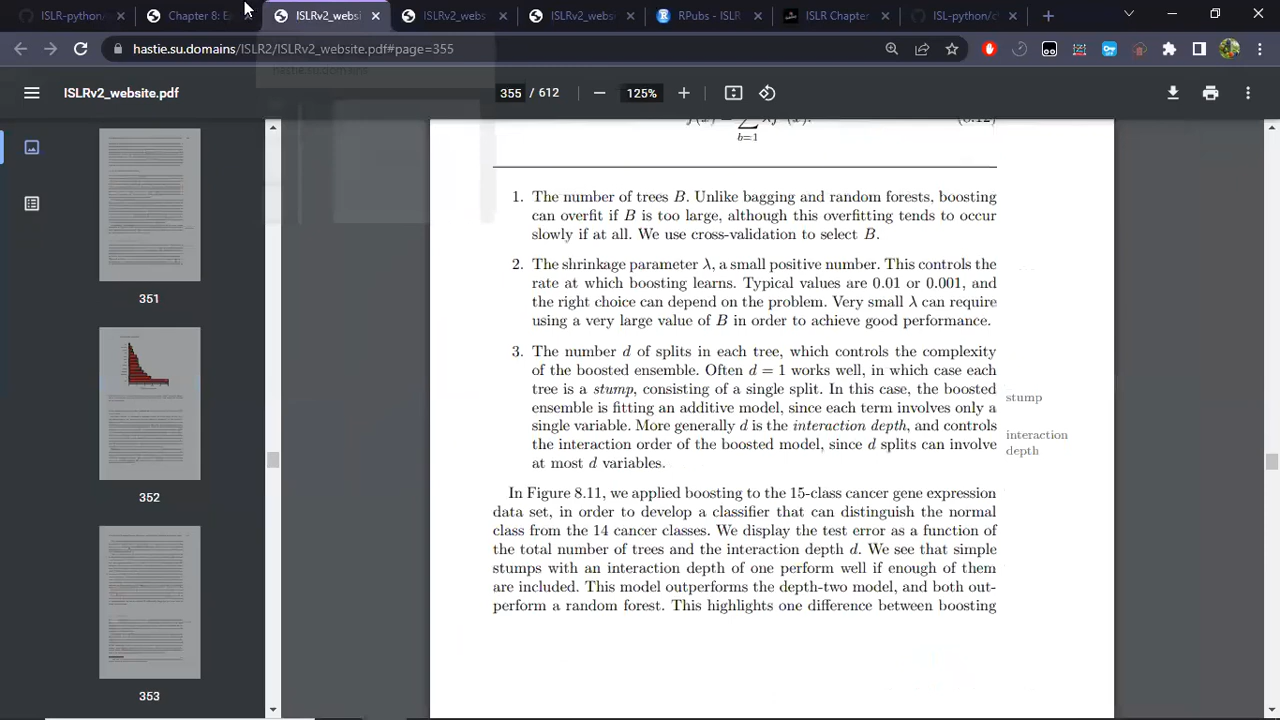 ISLR-python/
Chapter 8: E
ISLRv2_websi
ISLRv2_webs
ISLRv2_webs
RPubs - ISLR
ISLR Chapter
ISL-python/c
hastie.su.domains/ISLR2/ISLRv2_website.pdf#page=355
ISLRv2_website.pdf
355 / 612
125%
b=1
1. The number of trees B. Unlike bagging and random forests, boosting
can overfit if B is too large, although this overfitting tends to occur
slowly if at all. We use cross-validation to select B.
2. The shrinkage parameter λ, a small positive number. This controls the
rate at which boosting learns. Typical values are 0.01 or 0.001, and
the right choice can depend on the problem. Very small λ can require
using a very large value of B in order to achieve good performance.
3. The number d of splits in each tree, which controls the complexity
of the boosted ensemble. Often d = 1 works well, in which case each
tree is a stump, consisting of a single split. In this case, the boosted
ensemble is fitting an additive model, since each term involves only a
single variable. More generally d is the interaction depth, and controls
the interaction order of the boosted model, since d splits can involve
at most d variables.
stump
interaction
depth
In Figure 8.11, we applied boosting to the 15-class cancer gene expression
data set, in order to develop a classifier that can distinguish the normal
class from the 14 cancer classes. We display the test error as a function of
the total number of trees and the interaction depth d. We see that simple
stumps with an interaction depth of one perform well if enough of them
are included. This model outperforms the depth-two model, and both out-
perform a random forest. This highlights one difference between boosting
351
352
353